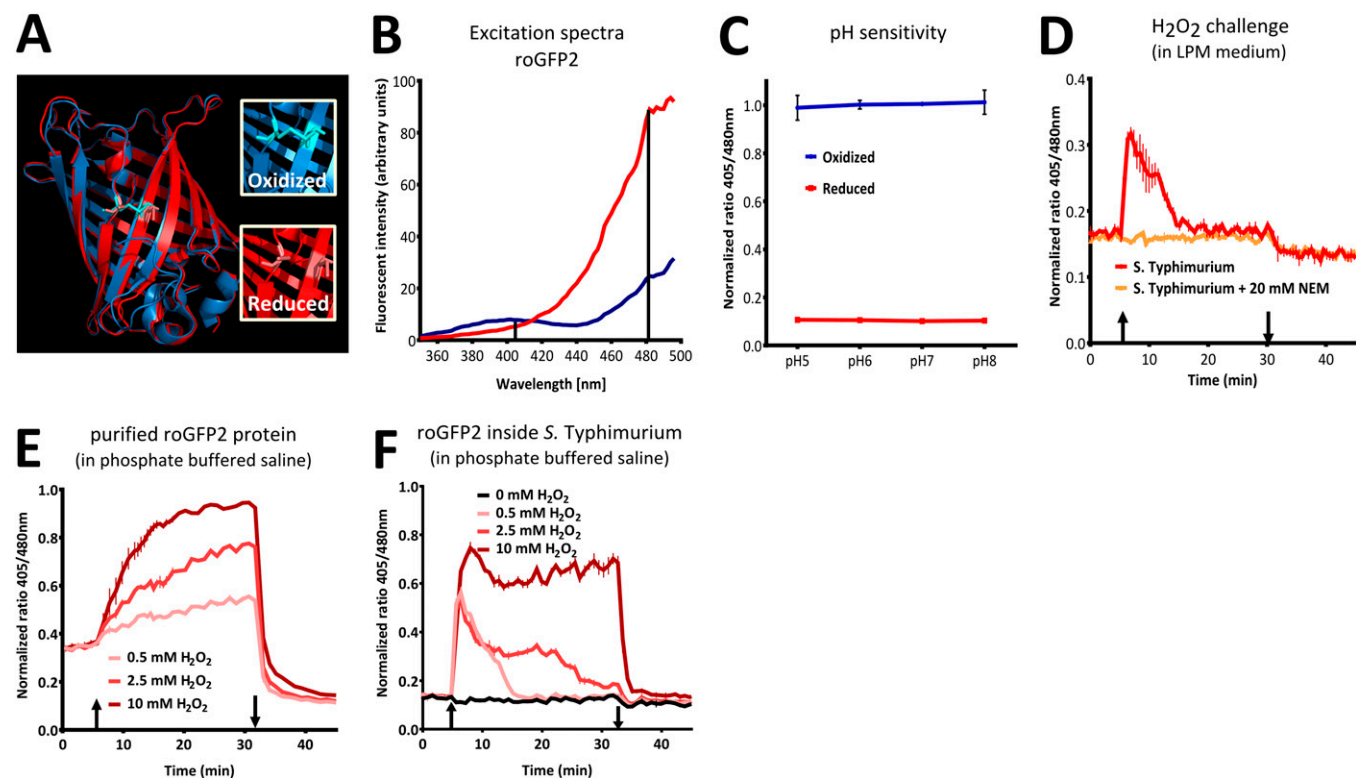 A
Oxidized
Reduced
B
Excitation spectra
roGFP2
Fluorescent intensity (arbitrary units)
100
90
80
70
60
50
40
30
20
10
0
360
380
400
420
440
460
480
500
Wavelength [nm]
C
pH sensitivity
Normalized ratio 405/480nm
1.0
0.8
0.6
0.4
0.2
0.0
Oxidized
Reduced
pH5
pH6
pH7
pH8
D
H₂O₂ challenge
(in LPM medium)
Normalized ratio 405/480nm
0.4
0.3
0.2
0.1
0.0
S. Typhimurium
S. Typhimurium + 20 mM NEM
0
10
20
30
40
Time (min)
E
purified roGFP2 protein
(in phosphate buffered saline)
Normalized ratio 405/480nm
1.0
0.8
0.6
0.4
0.2
0.0
0.5 mM H₂O₂
2.5 mM H₂O₂
10 mM H₂O₂
0
10
20
30
40
Time (min)
F
roGFP2 inside S. Typhimurium
(in phosphate buffered saline)
Normalized ratio 405/480nm
1.0
0.8
0.6
0.4
0.2
0.0
0 mM H₂O₂
0.5 mM H₂O₂
2.5 mM H₂O₂
10 mM H₂O₂
0
10
20
30
40
Time (min)